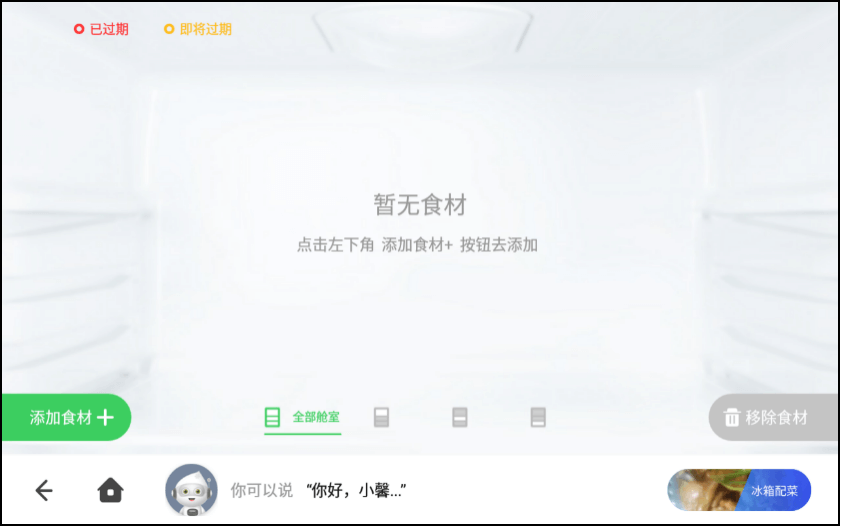 已过期 即将过期
暂无食材
点击左下角 添加食材+ 按钮去添加
添加食材+ 全部舱室 移除食材
你可以说 “你好，小馨...” 冰箱配菜